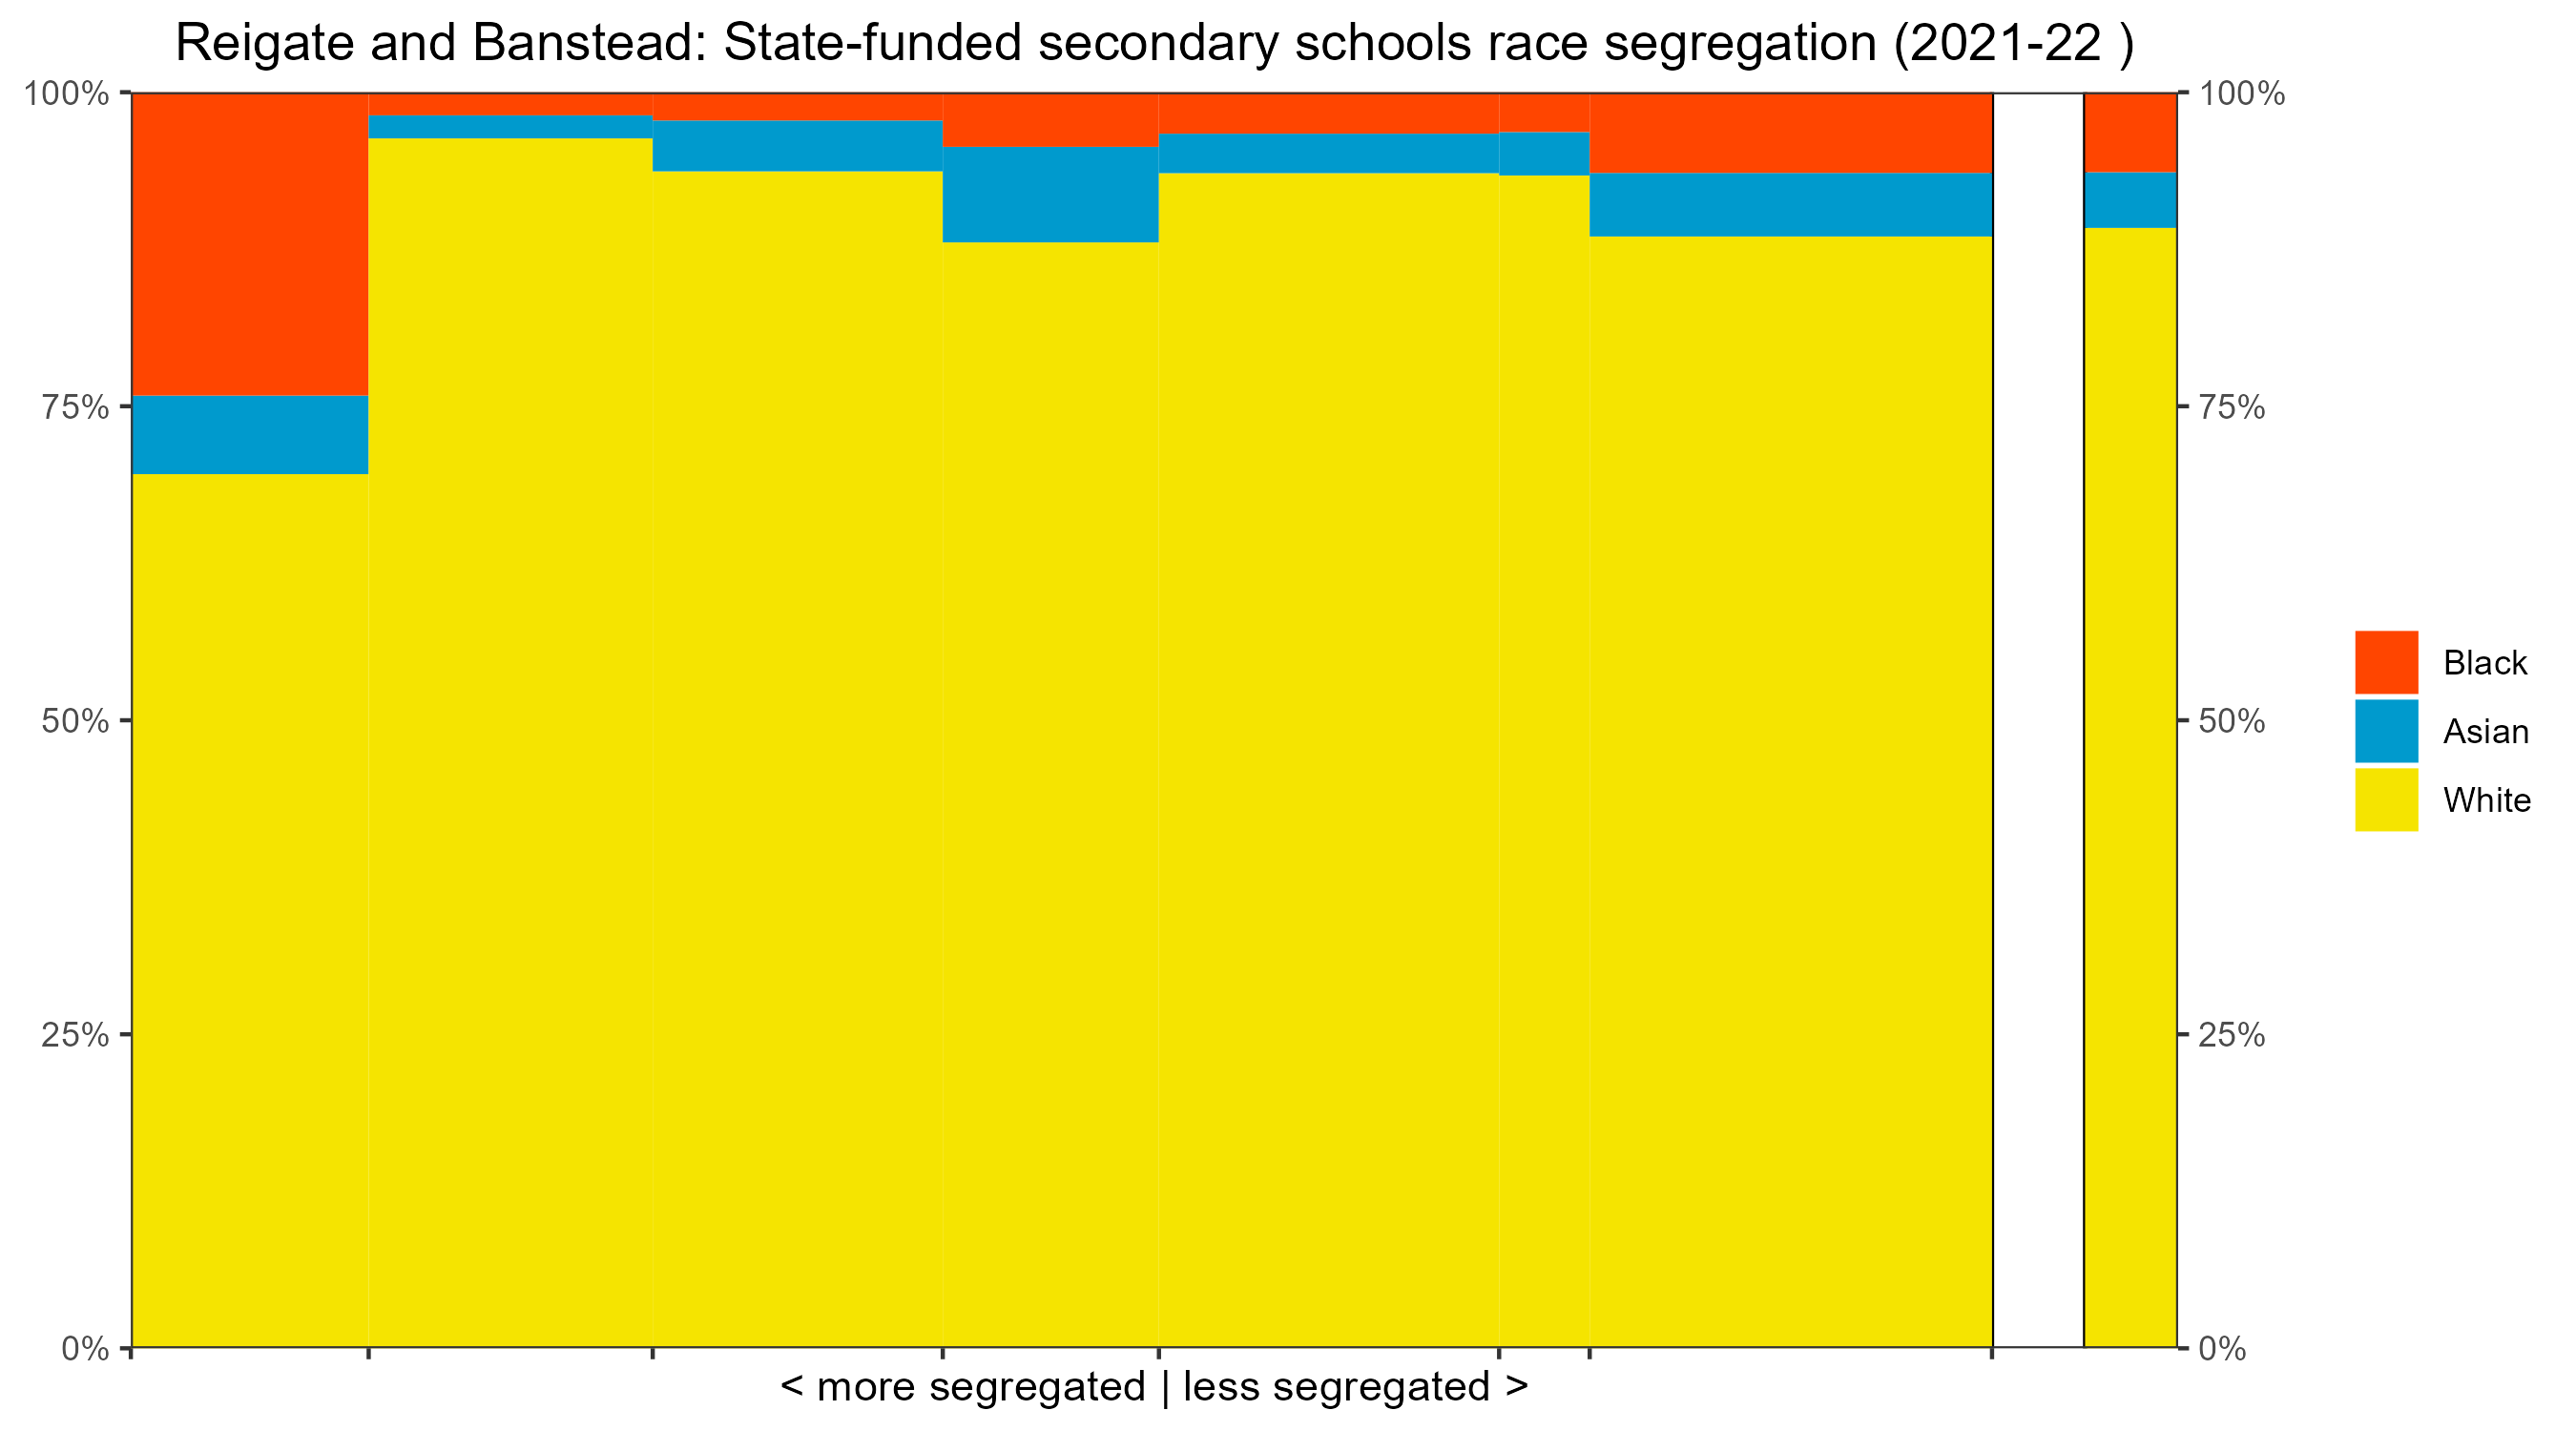 Reigate and Banstead: State-funded secondary schools race segregation (2021-22 )
100%
75%
50%
25%
0%
100%
75%
50%
25%
0%
Black
Asian
White
< more segregated | less segregated >